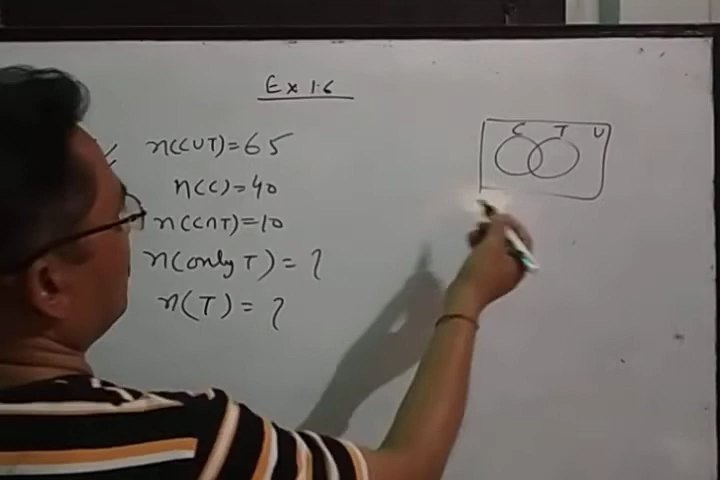 Ex 1.6
n(C∪T)=65
n(C)=40
n(C∩T)=10
n(only T) = ?
n(T) = ?
C T U